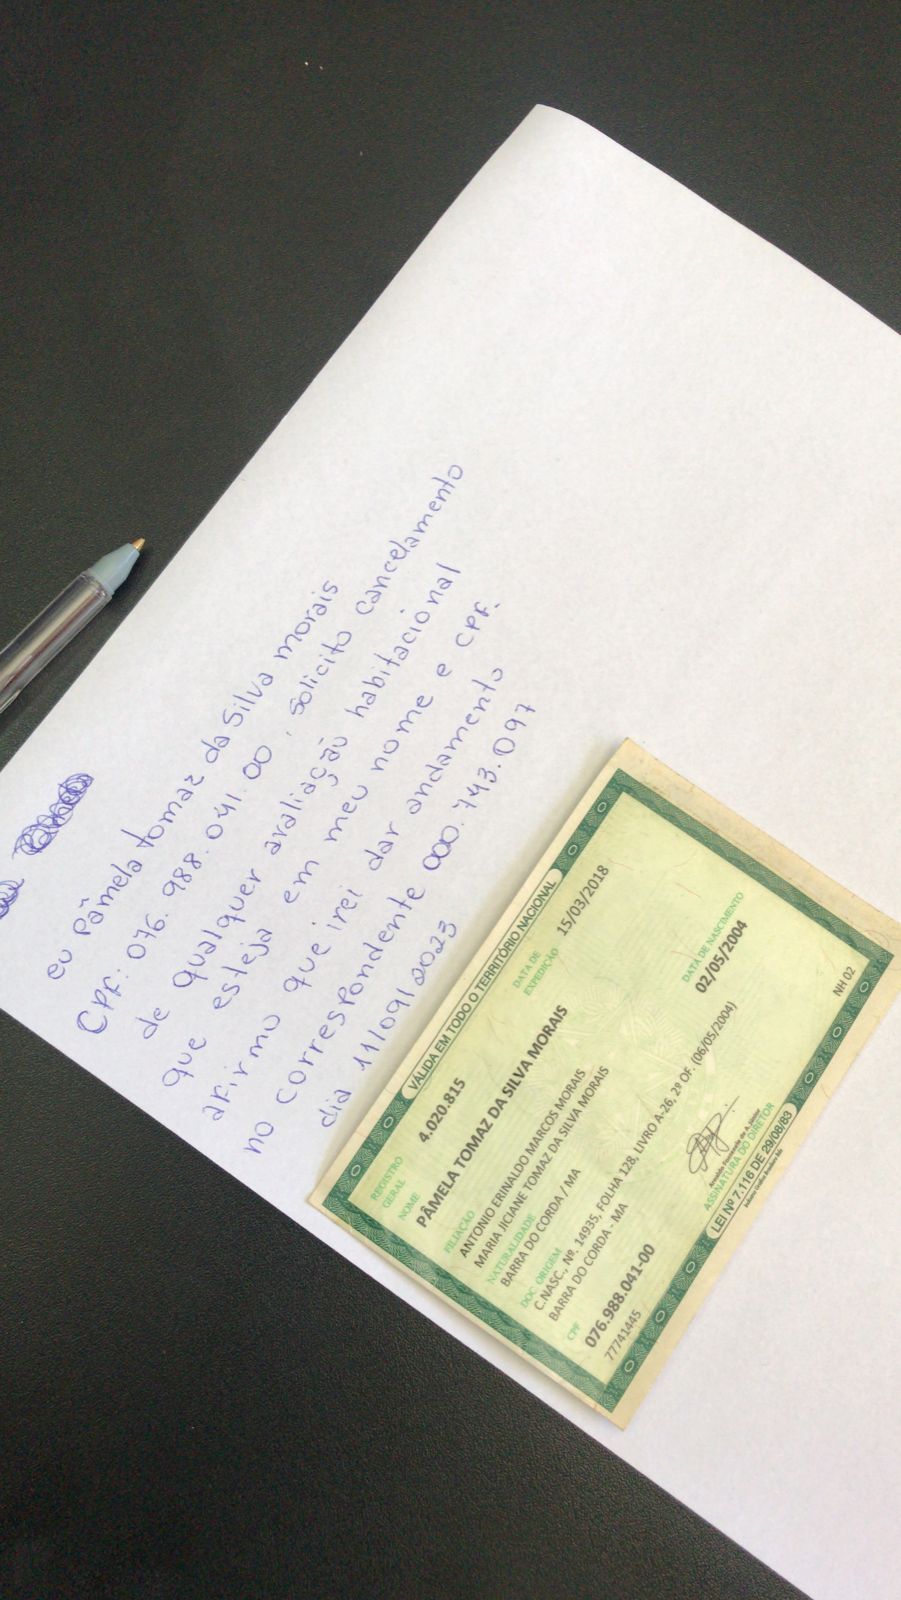 eu Pâmela tomaz da Silva morais
CPF: 076.988.041.00, Solicito cancelamento
de qualquer avaliação habitacional
que esteja em meu nome e CPF.
afirmo que irei dar andamento
no correspondente 000.743.097
dia 11/09/2023
VÁLIDA EM TODO O TERRITÓRIO NACIONAL
REGISTRO GERAL 4.020.815 DATA DE EXPEDIÇÃO 15/03/2018
NOME
PÂMELA TOMAZ DA SILVA MORAIS
FILIAÇÃO
ANTONIO ERINALDO MARCOS MORAIS
MARIA JICIANE TOMAZ DA SILVA MORAIS
NATURALIDADE DATA DE NASCIMENTO
BARRA DO CORDA / MA 02/05/2004
DOC. ORIGEM
C.NASC., Nº. 14935, FOLHA 128, LIVRO A-26, 2º OF. (06/05/2004)
BARRA DO CORDA - MA
CPF 076.988.041-00
77741445
NH 02
ASSINATURA DO DIRETOR
LEI Nº 7.116 DE 29/08/83